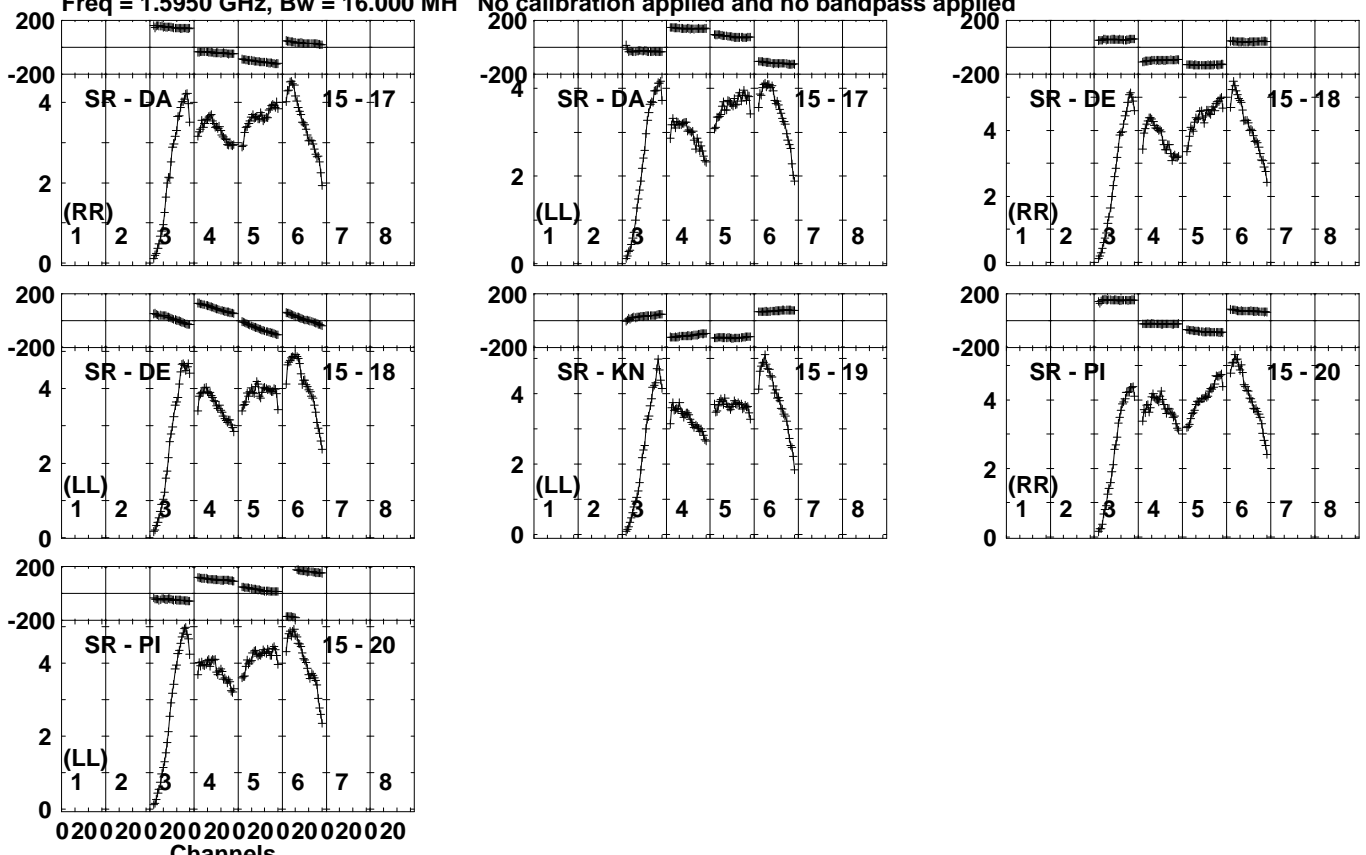 Freq = 1.5950 GHz, Bw = 16.000 MH No calibration applied and no bandpass applied
200
-200
SR - DA 15 - 17
4
2
(RR)
1 2 3 4 5 6 7 8
0
200
-200
SR - DA 15 - 17
4
2
(LL)
1 2 3 4 5 6 7 8
0
200
-200
SR - DE 15 - 18
4
2
(RR)
1 2 3 4 5 6 7 8
0
200
-200
SR - DE 15 - 18
4
2
(LL)
1 2 3 4 5 6 7 8
0
200
-200
SR - KN 15 - 19
4
2
(LL)
1 2 3 4 5 6 7 8
0
200
-200
SR - PI 15 - 20
4
2
(RR)
1 2 3 4 5 6 7 8
0
200
-200
SR - PI 15 - 20
4
2
(LL)
1 2 3 4 5 6 7 8
0
0 20 0 20 0 20 0 20 0 20 0 20 0 20 0 20
Channels